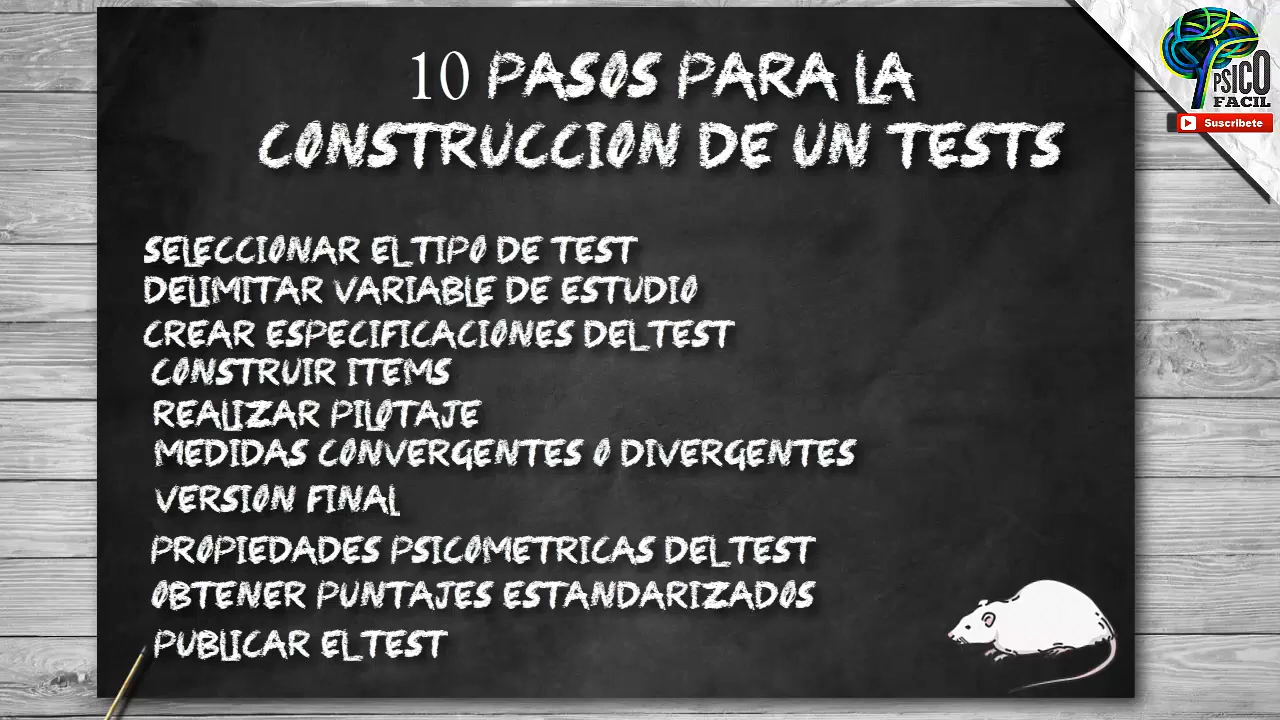 10 PASOS PARA LA
CONSTRUCCION DE UN TESTS
PSICO
FACIL
Suscribete
SELECCIONAR EL TIPO DE TEST
DELIMITAR VARIABLE DE ESTUDIO
CREAR ESPECIFICACIONES DEL TEST
CONSTRUIR ITEMS
REALIZAR PILOTAJE
MEDIDAS CONVERGENTES O DIVERGENTES
VERSION FINAL
PROPIEDADES PSICOMETRICAS DEL TEST
OBTENER PUNTAJES ESTANDARIZADOS
PUBLICAR EL TEST